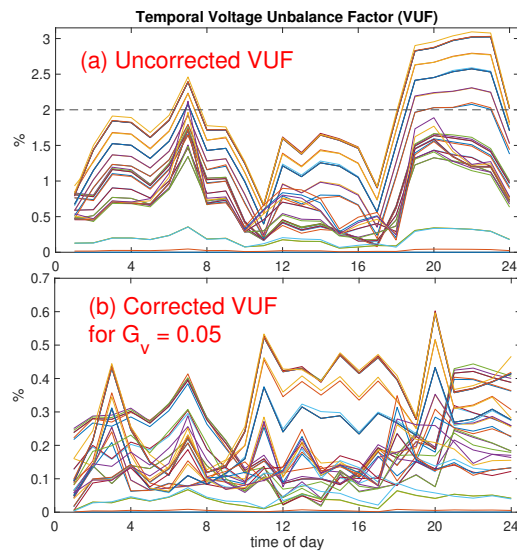 Temporal Voltage Unbalance Factor (VUF)
(a) Uncorrected VUF
%
3
2.5
2
1.5
1
0.5
0
0 4 8 12 16 20 24
(b) Corrected VUF
for G_v = 0.05
%
0.7
0.6
0.5
0.4
0.3
0.2
0.1
0
0 4 8 12 16 20 24
time of day